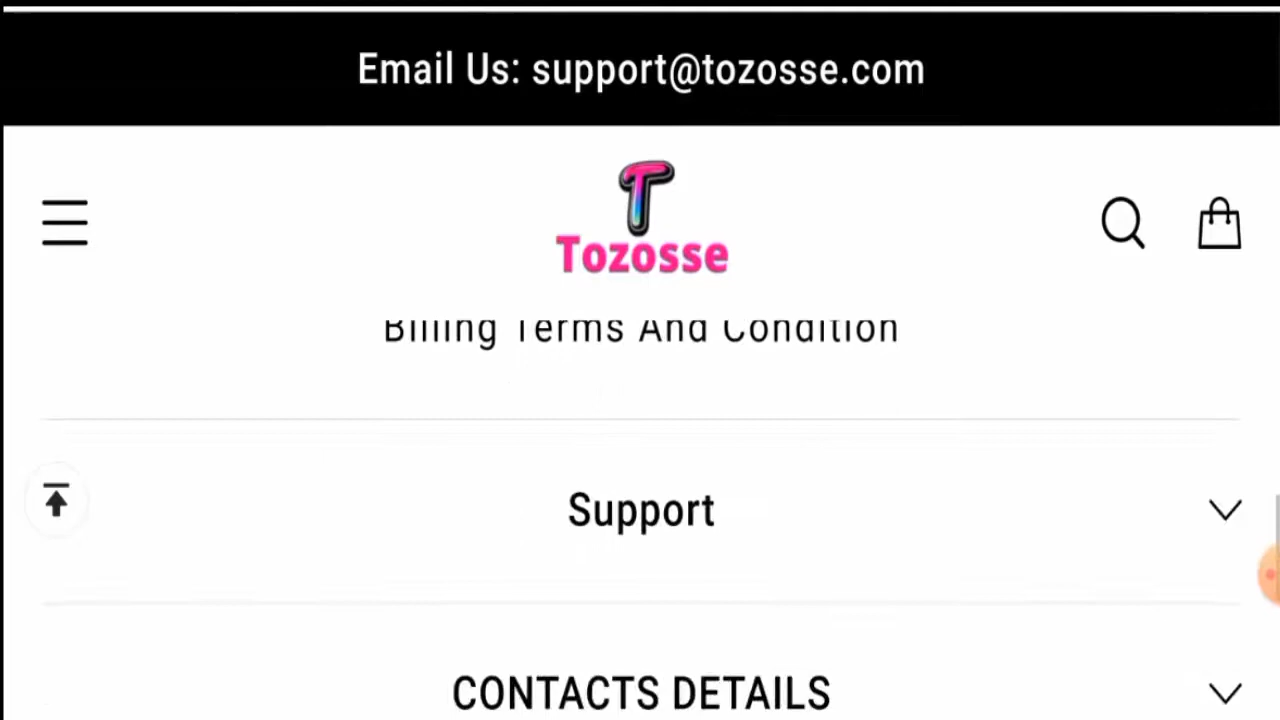 Email Us: support@tozosse.com
T
Tozosse
Billing Terms And Condition
Support
CONTACTS DETAILS